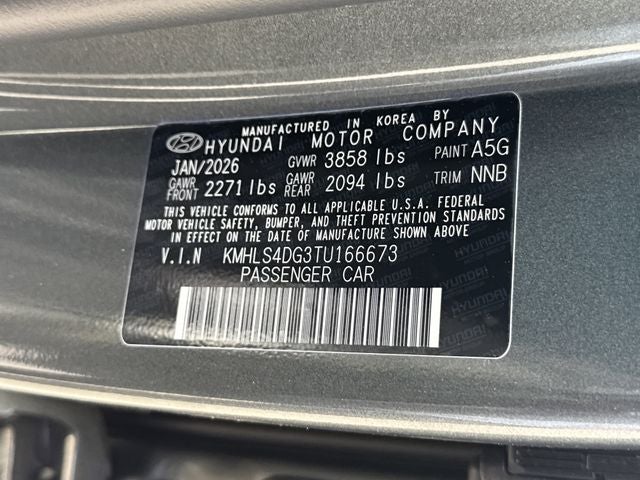 MANUFACTURED IN KOREA BY
HYUNDAI MOTOR COMPANY
JAN/2026 GVWR 3858 lbs PAINT A5G
GAWR FRONT 2271 lbs GAWR REAR 2094 lbs TRIM NNB
THIS VEHICLE CONFORMS TO ALL APPLICABLE U.S.A. FEDERAL
MOTOR VEHICLE SAFETY, BUMPER, AND THEFT PREVENTION STANDARDS
IN EFFECT ON THE DATE OF MANUFACTURE SHOWN ABOVE
V.I.N KMHLS4DG3TU166673
PASSENGER CAR